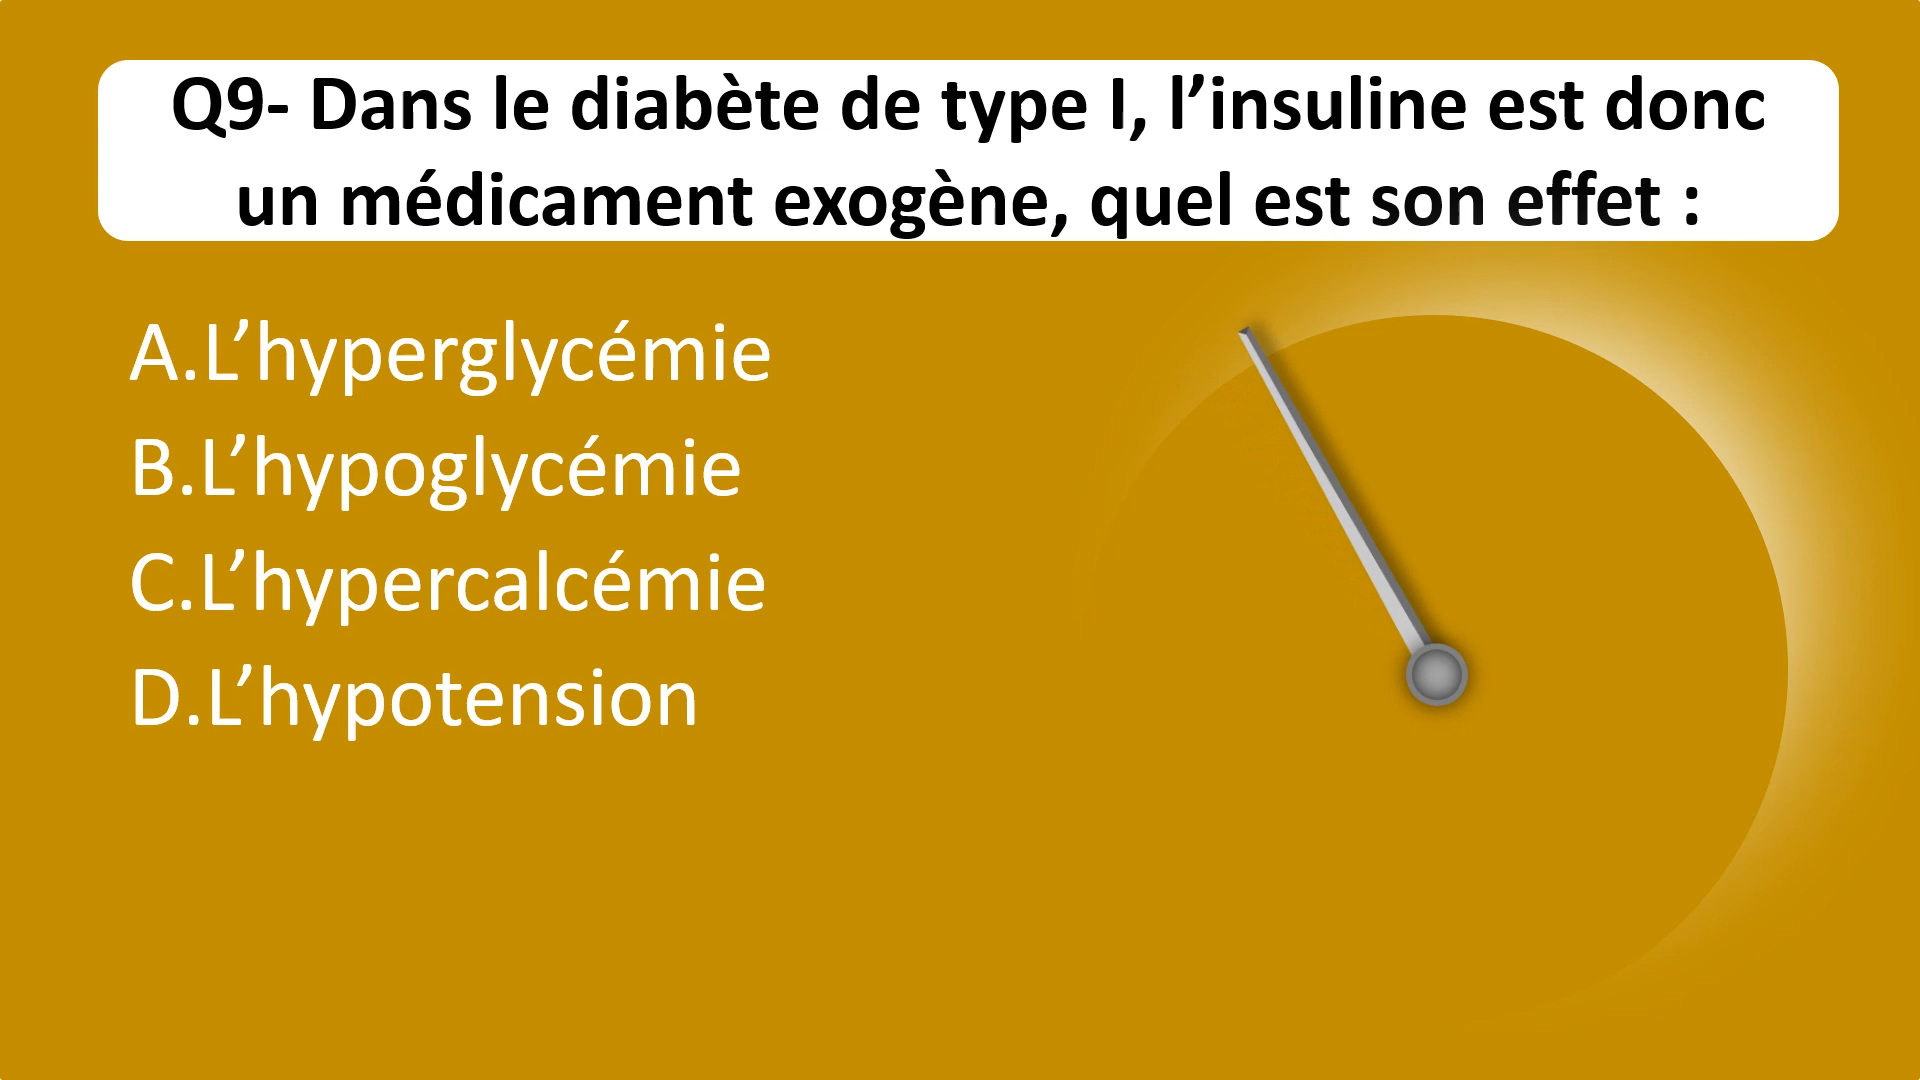 Q9- Dans le diabète de type I, l’insuline est donc
un médicament exogène, quel est son effet :
A.L’hyperglycémie
B.L’hypoglycémie
C.L’hypercalcémie
D.L’hypotension